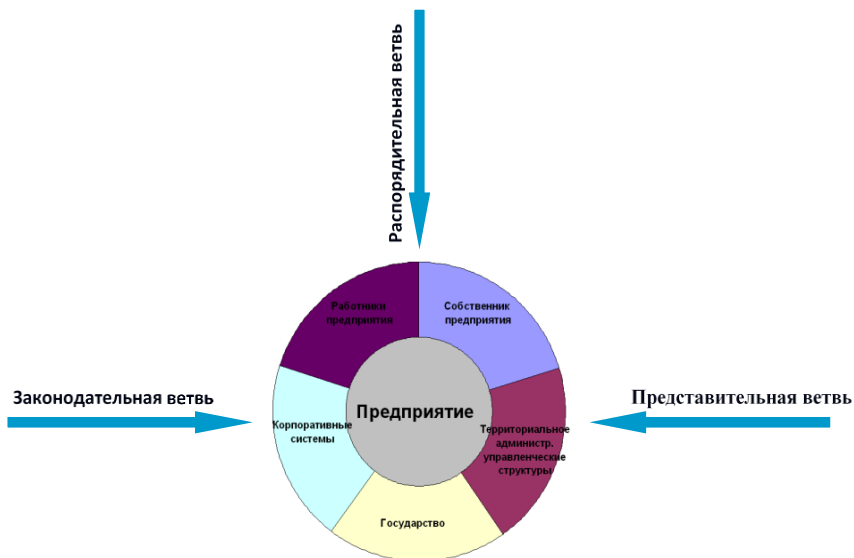 Распорядительная ветвь
Работники
предприятия
Собственник
предприятия
Законодательная ветвь
Предприятие
Представительная ветвь
Корпоративные
системы
Территориальное
администр.
управленческие
структуры
Государство